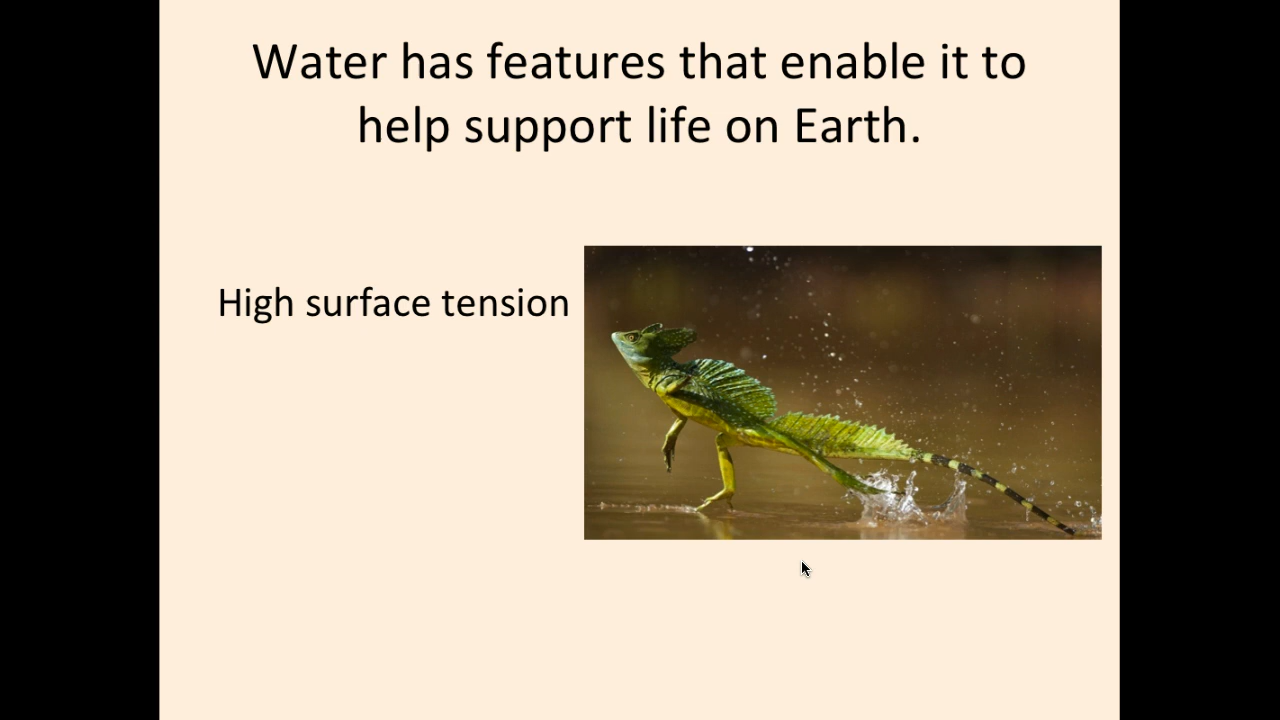 Water has features that enable it to
help support life on Earth.
High surface tension